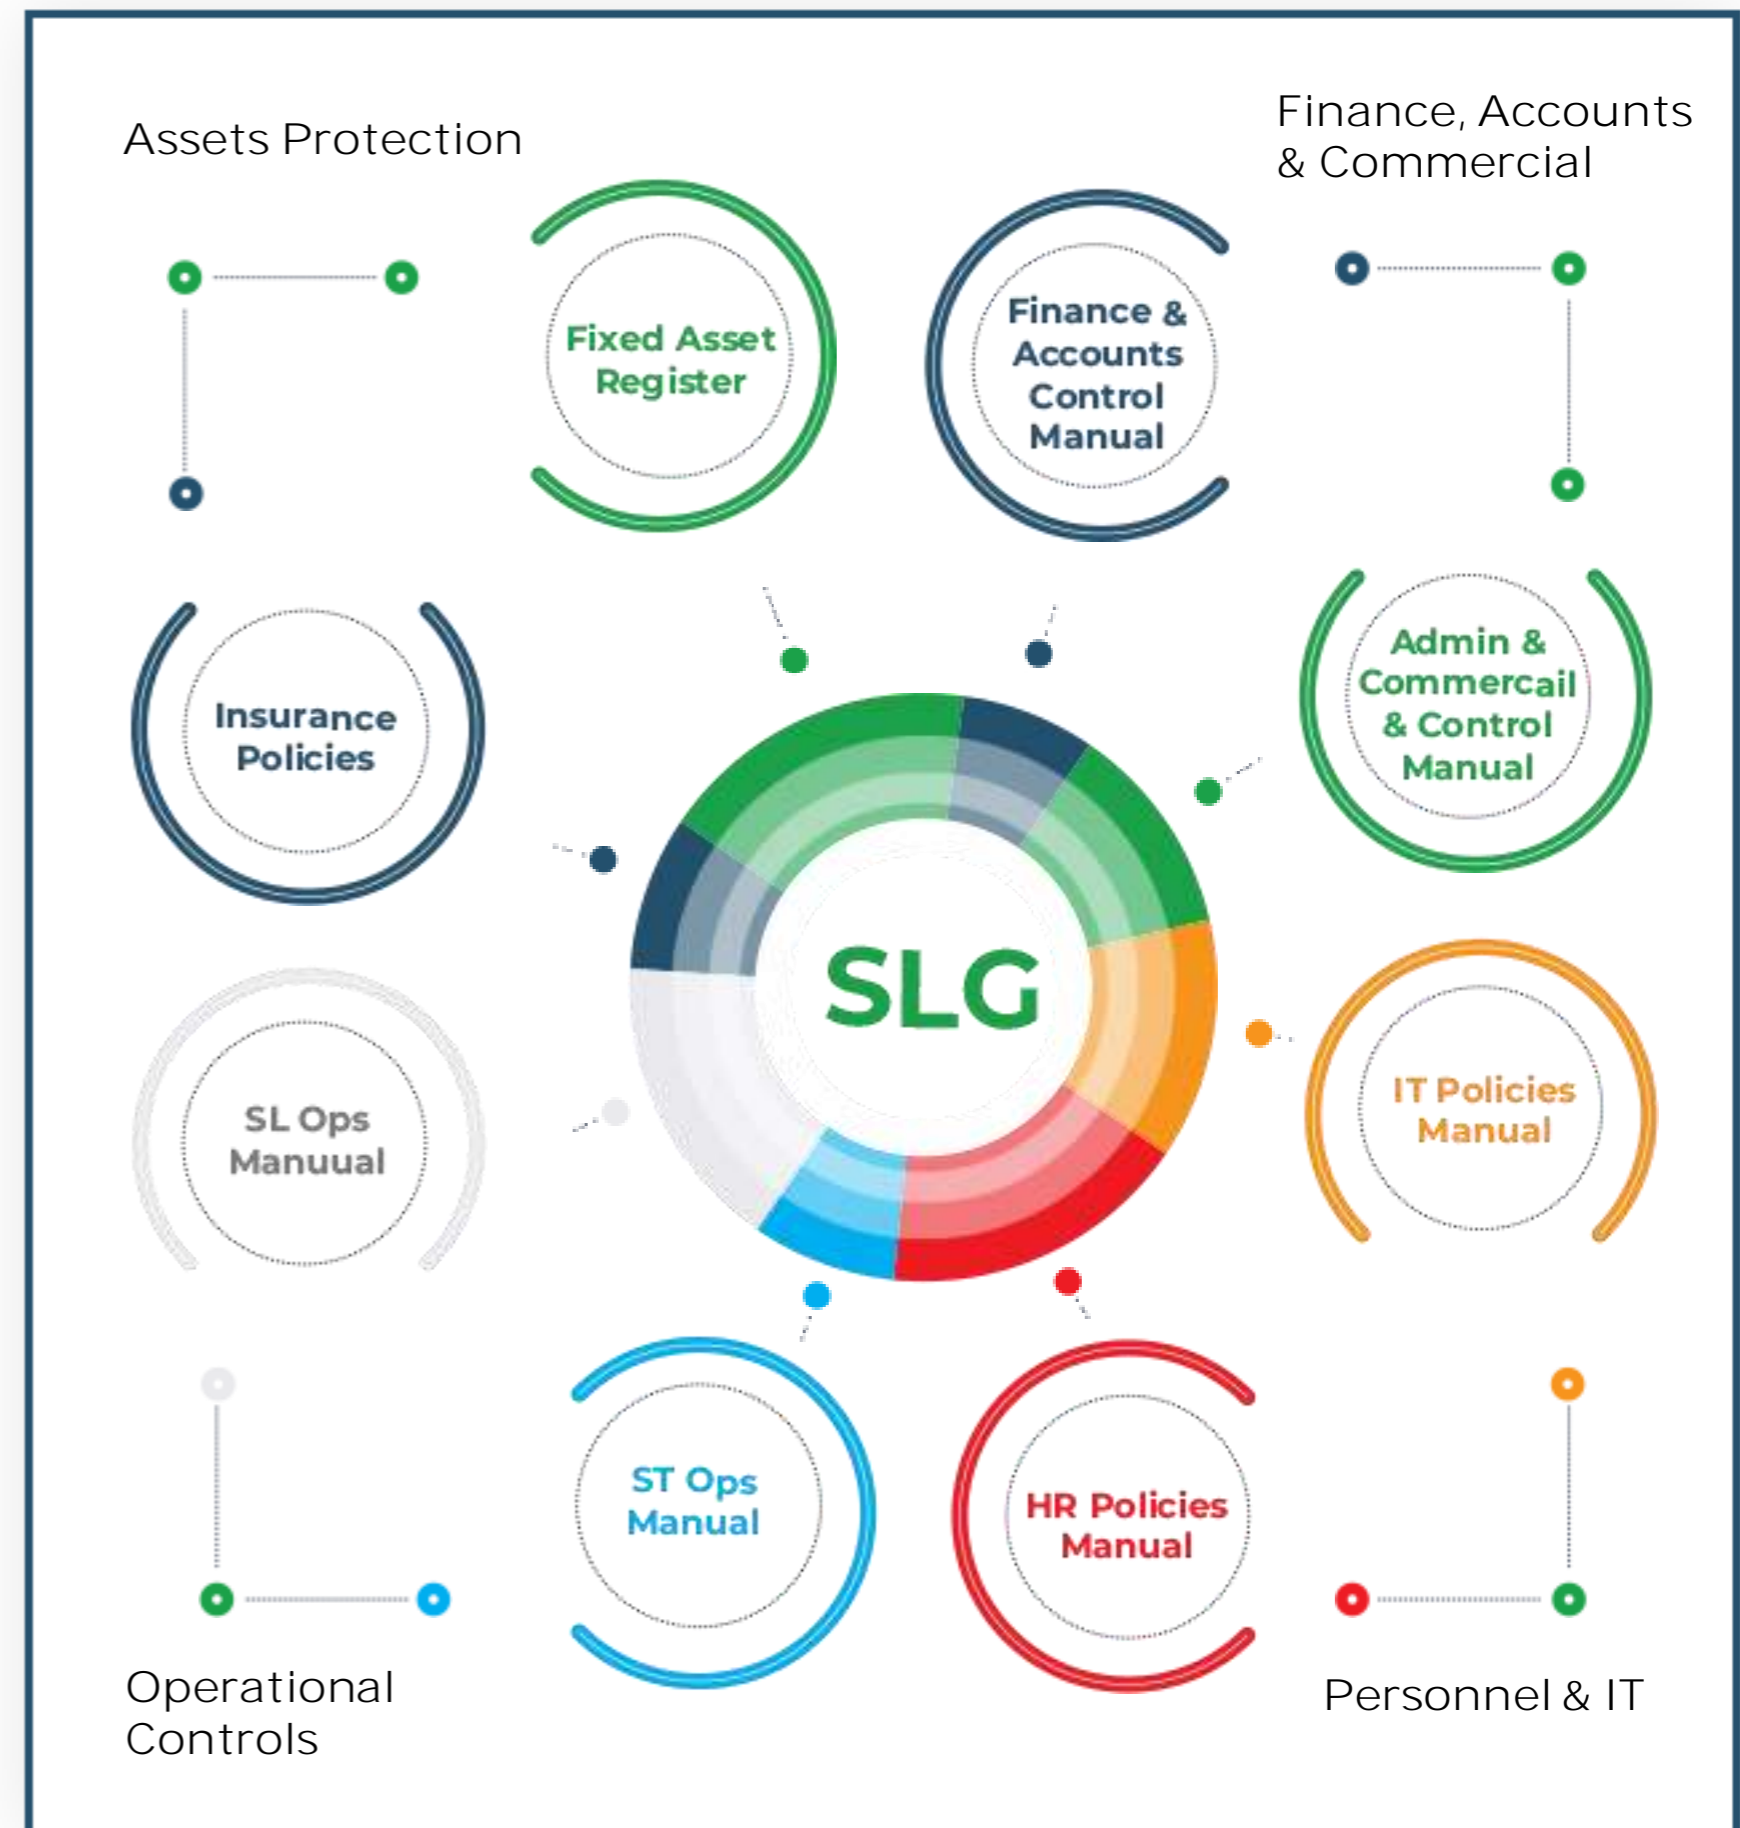 Assets Protection
Finance, Accounts
& Commercial
Fixed Asset
Register
Finance &
Accounts
Control
Manual
Insurance
Policies
Admin &
Commercail
& Control
Manual
SLG
SL Ops
Manuual
IT Policies
Manual
ST Ops
Manual
HR Policies
Manual
Operational
Controls
Personnel & IT